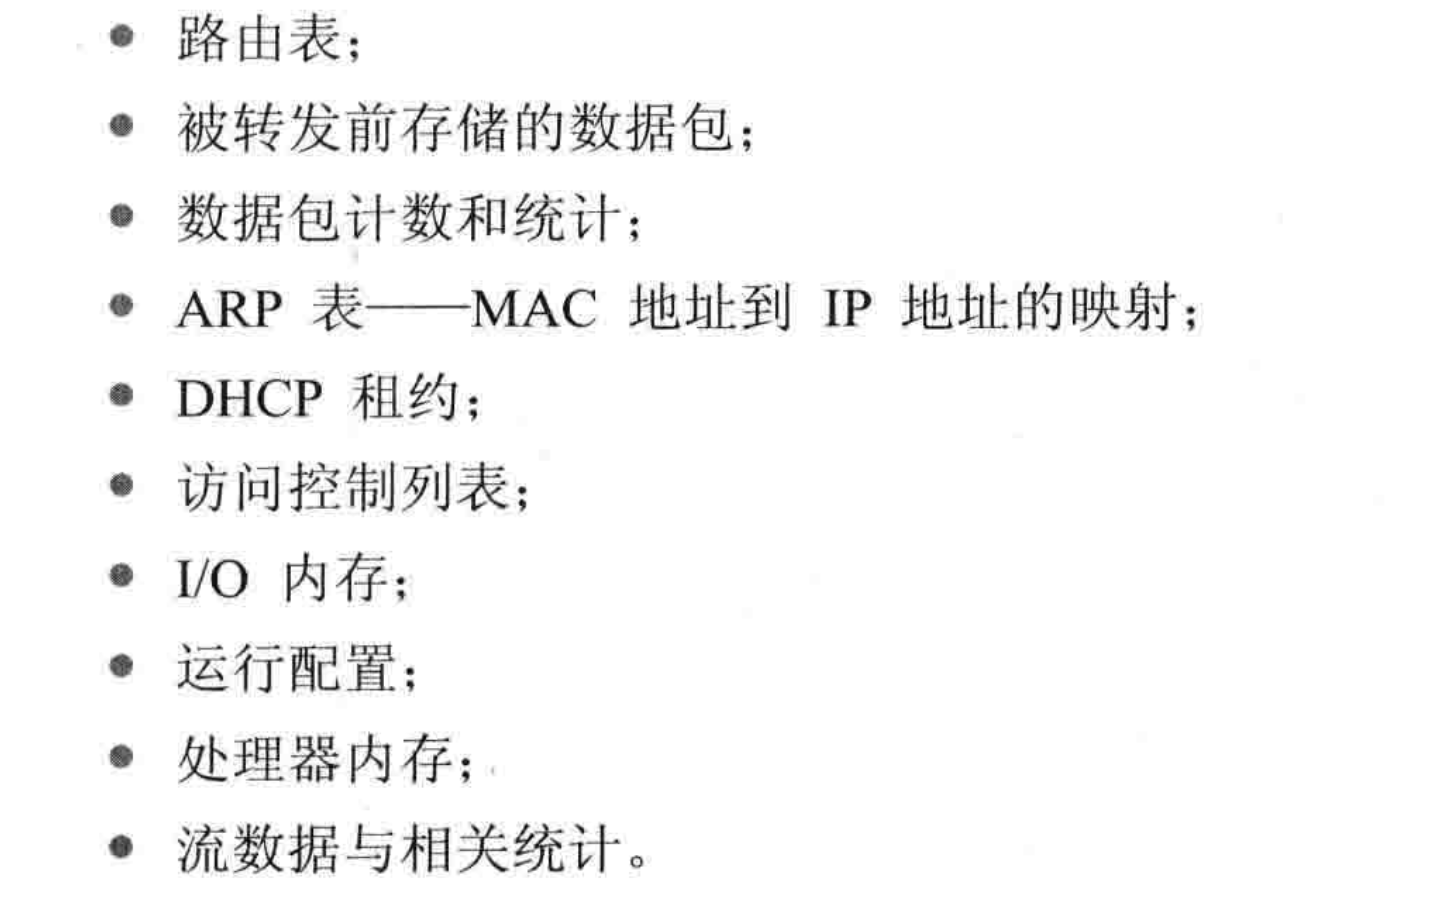 ● 路由表；
● 被转发前存储的数据包；
● 数据包计数和统计；
● ARP 表——MAC 地址到 IP 地址的映射；
● DHCP 租约；
● 访问控制列表；
● I/O 内存；
● 运行配置；
● 处理器内存；
● 流数据与相关统计。